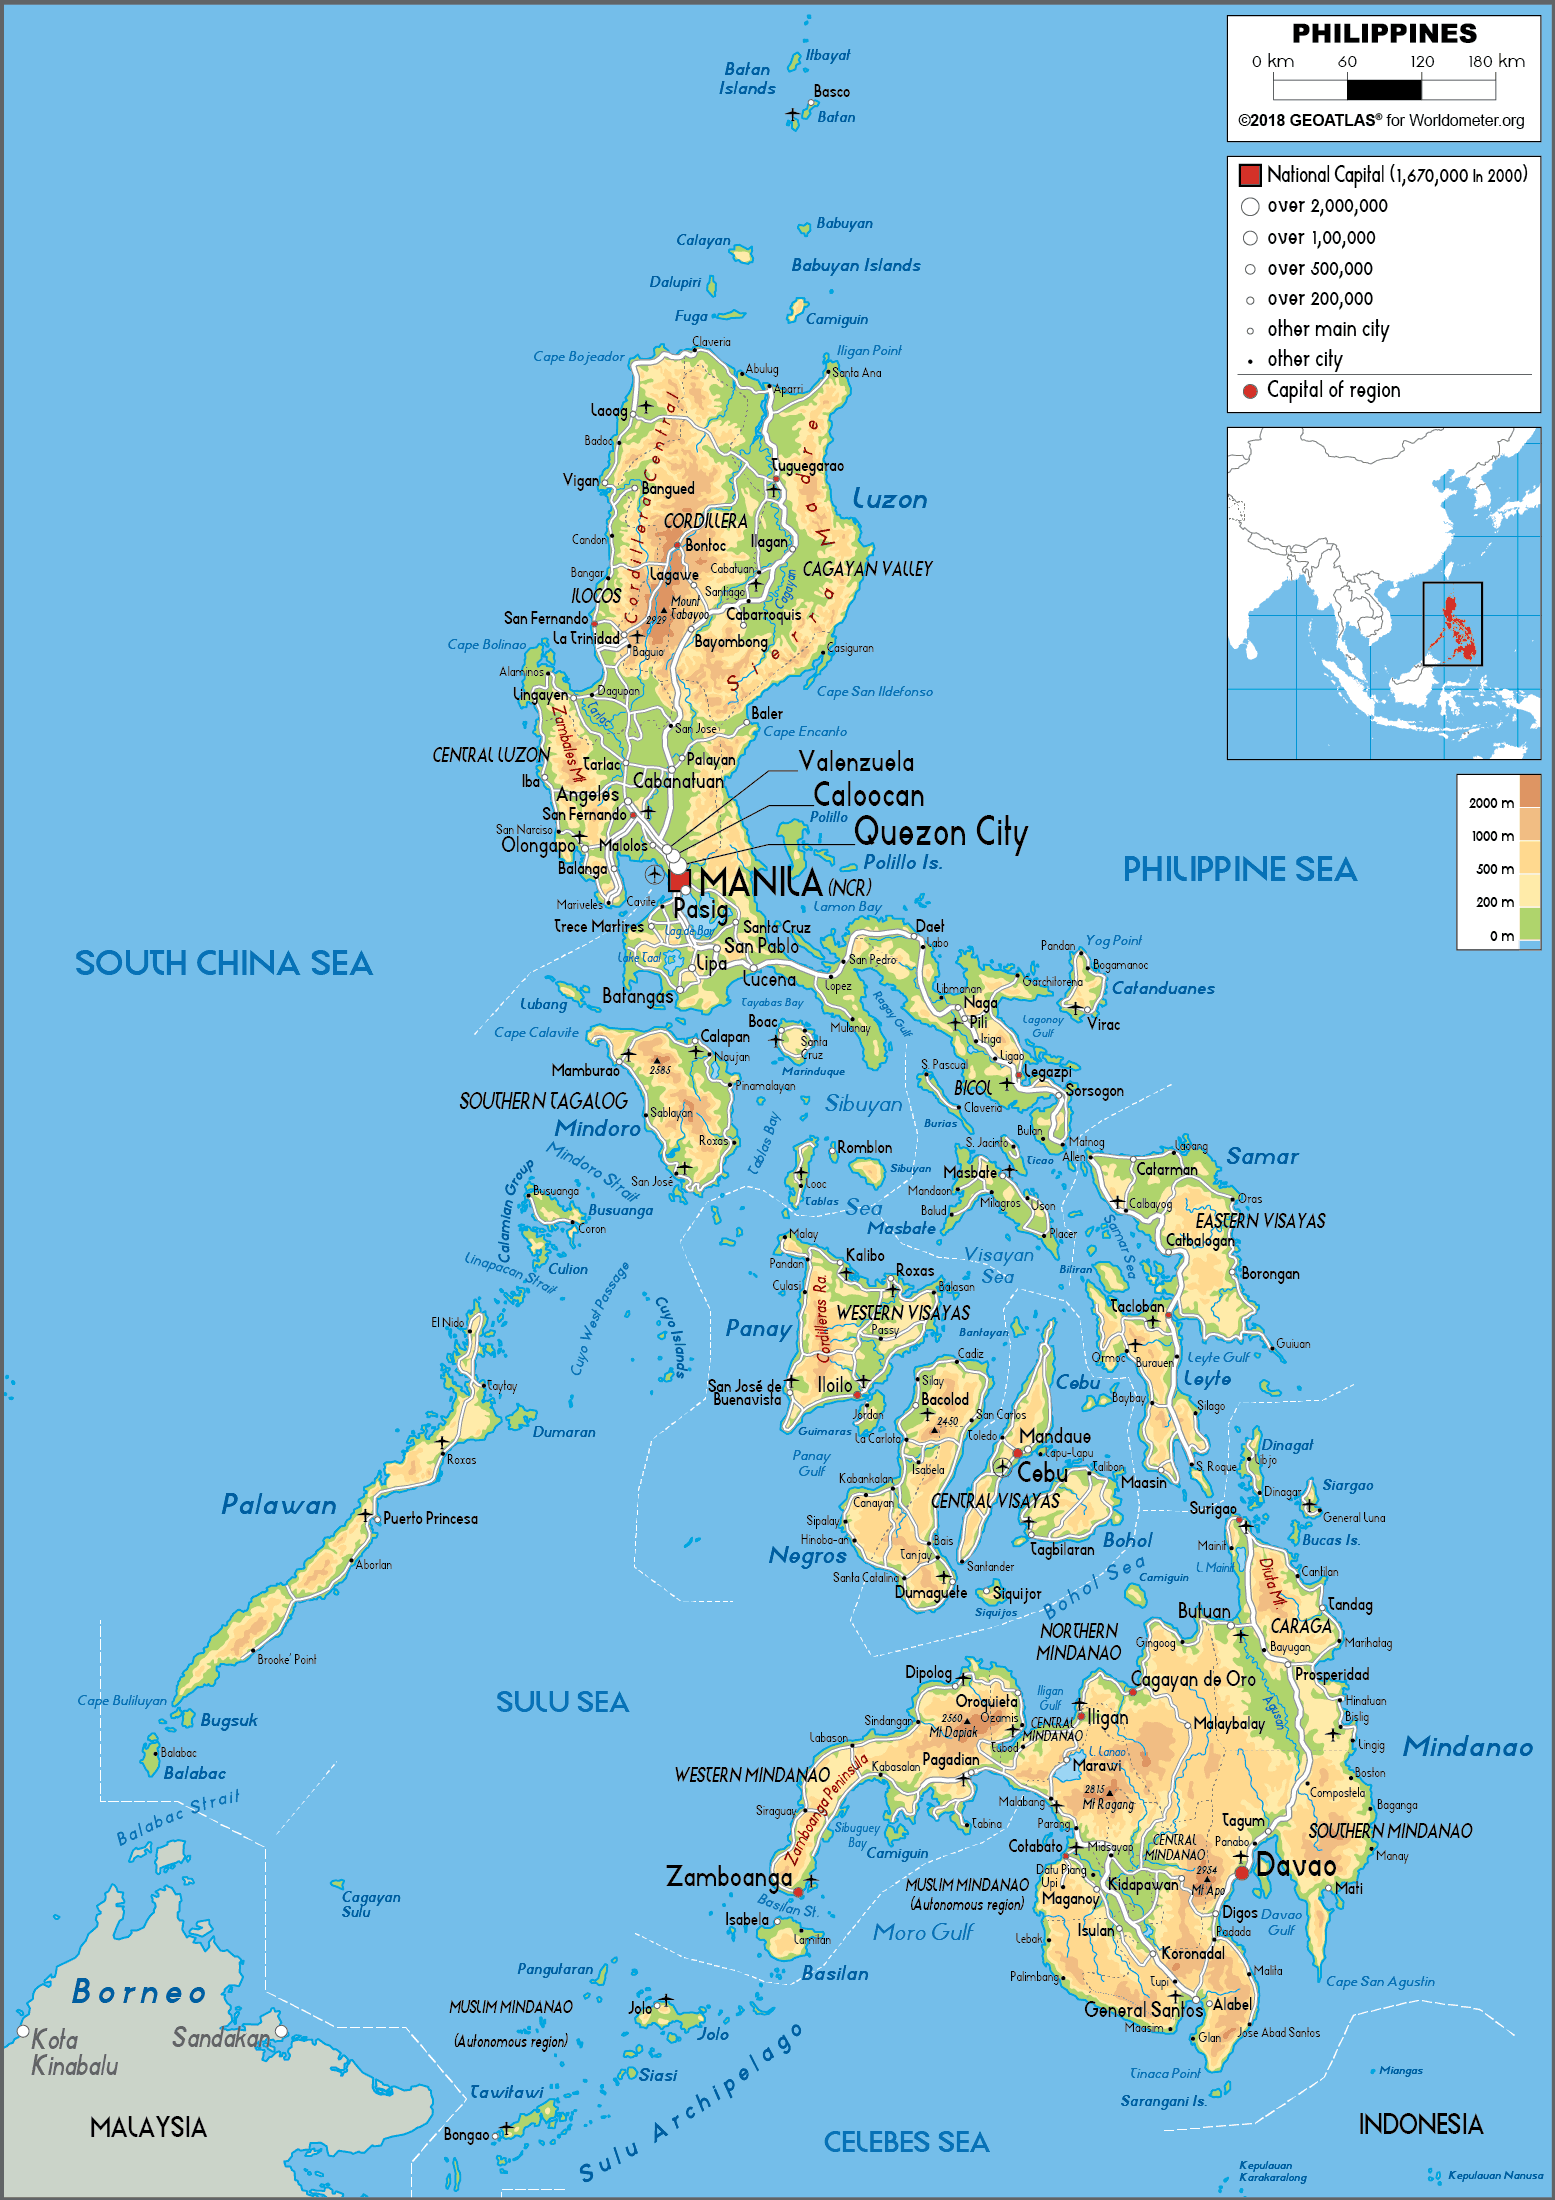 PHILIPPINES
0 km 60 120 180 km
©2018 GEOATLAS® for Worldometer.org
National Capital (1,670,000 In 2000)
over 2,000,000
over 1,00,000
over 500,000
over 200,000
other main city
other city
Capital of region
2000 m
1000 m
500 m
200 m
0 m
Itbayat
Batan
Islands
Basco
Batan
Babuyan
Calayan
Babuyan Islands
Dalupiri
Fuga
Camiguin
Claveria
Cape Bojeador
Iligan Point
Abulug
Santa Ana
Aparri
Laoag
Badoc
Cordillera Central
Sierra Madre
Tuguegarao
Vigan
Bangued
Luzon
CORDILLERA
Candon
Bontoc
Ilagan
Bangar
Lagawe
Cabatuan
CAGAYAN VALLEY
Cagayan
ILOCOS
Santiago
Mount
Tabayoo
2929
San Fernando
Cabarroquis
La Trinidad
Bayombong
Cape Bolinao
Baguio
Casiguran
Alaminos
Lingayen
Dagupan
Cape San Ildefonso
Tarlac
Zambales Mt.
San Jose
Baler
Cape Encanto
CENTRAL LUZON
Tarlac
Palayan
Iba
Cabanatuan
Valenzuela
Angeles
Caloocan
San Fernando
Polillo
San Narciso
Olongapo
Malolos
Quezon City
Polillo Is.
Balanga
MANILA (NCR)
Mariveles
Cavite
Pasig
Lamon Bay
Trece Martires
Lag.de Bay
Santa Cruz
San Pablo
Daet
Labo
Lake Taal
Lipa
Lucena
San Pedro
Pandan
Yog Point
Bagamanoc
Catanduanes
Batangas
Lopez
Garchitorena
Libmanan
Naga
Lubang
Tayabas Bay
Ragay Gulf
Pili
Lagonoy
Gulf
Virac
Cape Calavite
Boac
Santa
Cruz
Mulanay
Iriga
Calapan
Naujan
Marinduque
Ligao
Mamburao
2585
S. Pascual
Legazpi
Pinamalayan
BICOL
Sorsogon
SOUTHERN TAGALOG
Sablayan
Sibuyan
Sea
Claveria
Burias
Mindoro
Roxas
Tablas Bay
Romblon
Bulan
Matnog
S. Jacinto
Allen
Laoang
Samar
Mindoro Strait
San José
Looc
Sibuyan
Tablas
Masbate
Ticao
Catarman
Calamian Group
Busuanga
Busuanga
Coron
Mandaon
Milagros
Uson
Balud
Masbate
Placer
Calbayog
Oras
EASTERN VISAYAS
Catbalogan
Samar Sea
Culion
Linapacan Strait
Malay
Pandan
Kalibo
Roxas
Visayan
Sea
Biliran
Borongan
Culasi
Balasan
Cuyo West Passage
Cuyo Islands
WESTERN VISAYAS
Tacloban
El Nido
Panay
Cordilleras Ra.
Passy
Bantayan
Guiuan
Cadiz
Ormoc
Burauen
Leyte Gulf
Taytay
San José de
Buenavista
Iloilo
Silay
Cebu
Leyte
Dumaran
Jordan
Guimaras
Bacolod
2450
San Carlos
Baybay
Silago
Panay
Gulf
La Carlota
Toledo
Mandaue
Lapu-Lapu
Dinagat
Libjo
Roxas
Isabela
Cebu
Talibon
Maasin
S. Roque
Siargao
Kabankalan
Canayan
Dinagar
Palawan
CENTRAL VISAYAS
Surigao
General Luna
Puerto Princesa
Sipalay
Hinoba-an
Bais
Tanjay
Tagbilaran
Bohol
Mainit
Bucas Is.
Negros
Santander
L. Mainit
Diuta Mt.
Cantilan
Aborlan
Santa Catalina
Dumaguete
Siquijor
Siquijos
Bohol Sea
Camiguin
Tandag
Butuan
CARAGA
Brooke' Point
NORTHERN
MINDANAO
Gingoog
Bayugan
Marihatag
Dipolog
Cagayan de Oro
Prosperidad
Cape Buliluyan
Oroquieta
Iligan
Gulf
Hinatuan
Bugsuk
SULU SEA
Sindangan
2560
Mt Dapiak
Ozamis
CENTRAL
MINDANAO
Iligan
Malaybalay
Agusan
Bislig
Lingig
Labason
Tubod
Mindanao
Balabac
Balabac
L. Lanao
Marawi
Pagadian
Kabasalan
WESTERN MINDANAO
Boston
Compostela
2815
Mt Ragang
Malabang
Baganga
Siraguay
Zamboanga Peninsula
Tabina
Balabac Strait
Sibuguey
Bay
Camiguin
Parang
Tagum
Panabo
SOUTHERN MINDANAO
Cotabato
Midsayap
CENTRAL
MINDANAO
Manay
Zamboanga
Datu Piang
Upi
2954
Mt Apo
Davao
MUSLIM MINDANAO
(Autonomous region)
Maganoy
Kidapawan
Mati
Cagayan
Sulu
Basilan St.
Isabela
Lamitan
Digos
Davao
Gulf
Isulan
Padada
Moro Gulf
Lebak
Koronadal
Basilan
Palimbang
Tupi
Malita
Cape San Agustin
Pangutaran
Borneo
MUSLIM MINDANAO
(Autonomous region)
Jolo
Jolo
General Santos
Alabel
Maasim
Glan
Jose Abad Santos
Kota
Kinabalu
Sandakan
Siasi
Tinaca Point
Miangas
Tawitawi
Sarangani Is.
MALAYSIA
Bongao
Sulu Archipelago
CELEBES SEA
INDONESIA
Kepulauan
Karakaralong
Kepulauan Nanusa
SOUTH CHINA SEA
PHILIPPINE SEA